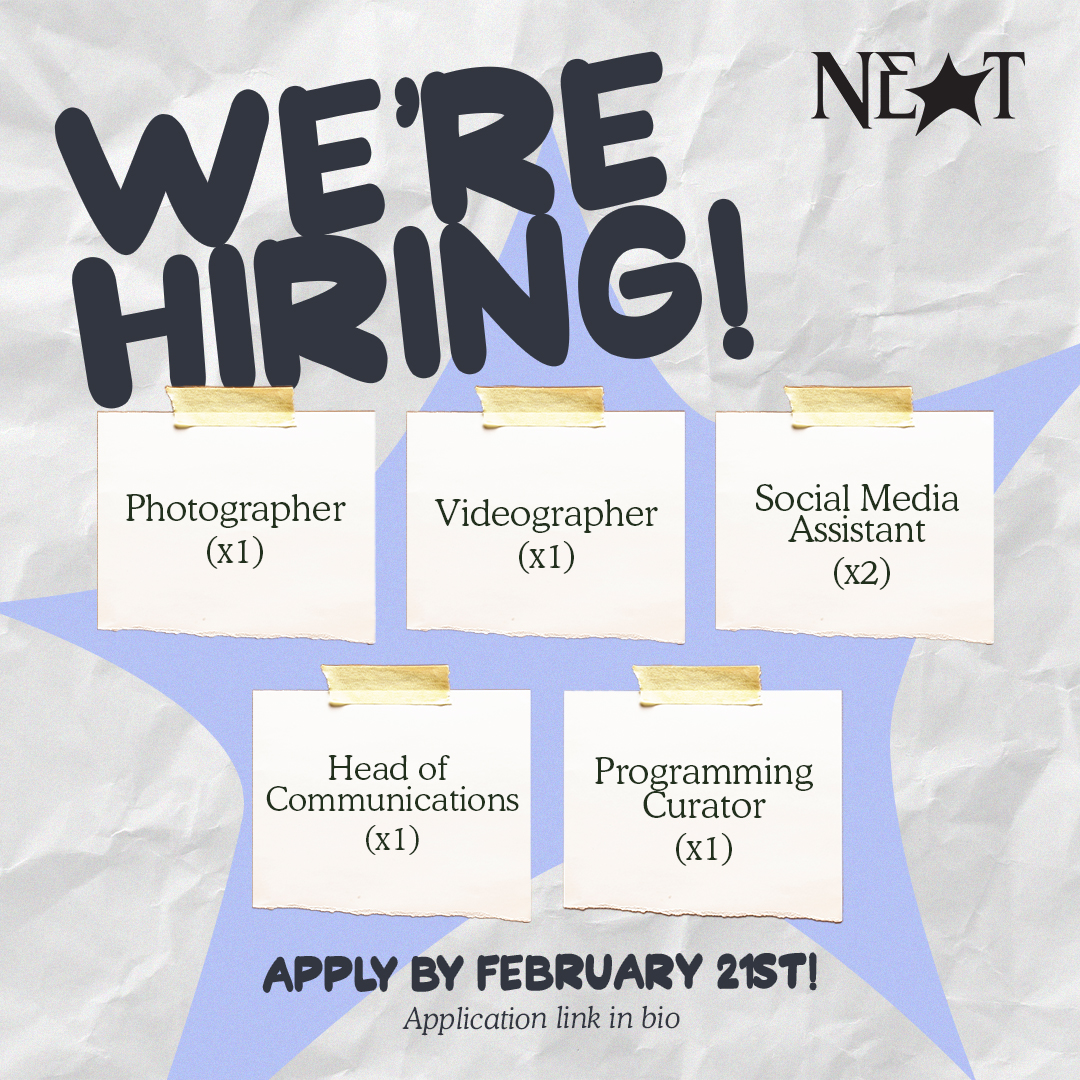 NE★T
WE'RE
HIRING!
Photographer
(x1)
Videographer
(x1)
Social Media
Assistant
(x2)
Head of
Communications
(x1)
Programming
Curator
(x1)
APPLY BY FEBRUARY 21ST!
Application link in bio